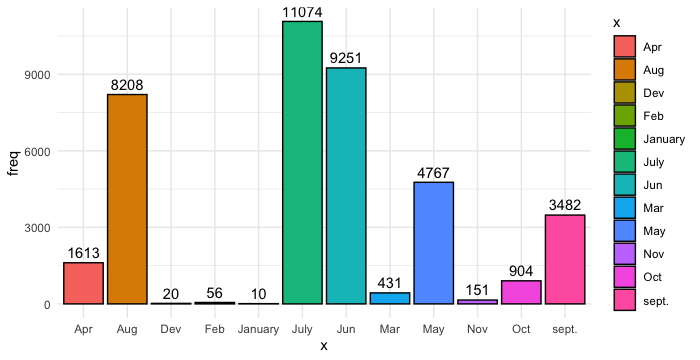 11074
9251
8208
4767
3482
1613
904
431
151
20
56
10
9000
6000
3000
0
freq
Apr Aug Dev Feb January July Jun Mar May Nov Oct sept.
x
x
Apr
Aug
Dev
Feb
January
July
Jun
Mar
May
Nov
Oct
sept.